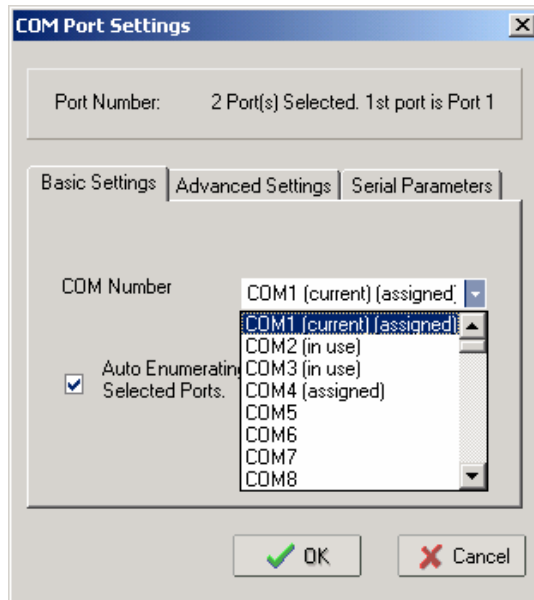 COM Port Settings
Port Number: 2 Port(s) Selected. 1st port is Port 1
Basic Settings Advanced Settings Serial Parameters
COM Number COM1 (current) (assigned)
COM1 (current) (assigned)
COM2 (in use)
COM3 (in use)
Auto Enumerating
COM4 (assigned)
Selected Ports.
COM5
COM6
COM7
COM8
OK Cancel